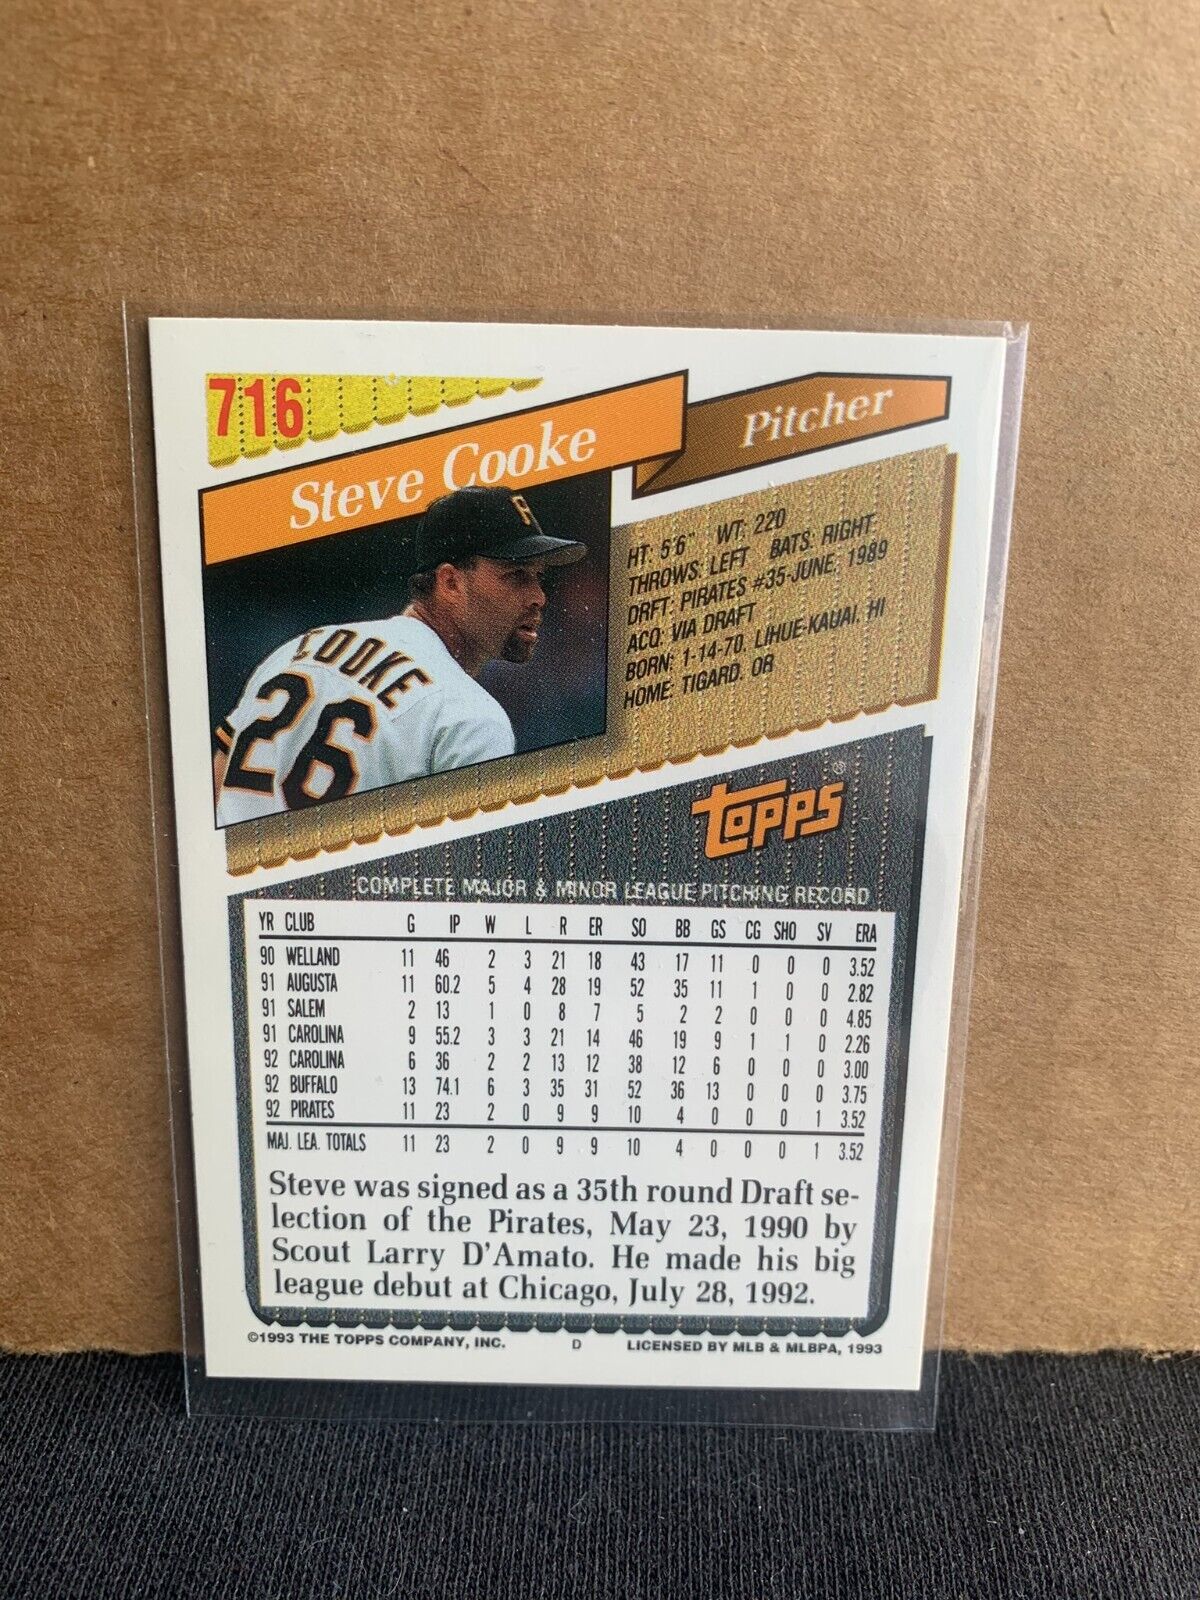 716
Steve Cooke
Pitcher
HT: 5'6" WT: 220
THROWS: LEFT BATS: RIGHT
DRFT: PIRATES #35-JUNE, 1989
ACQ: VIA DRAFT
BORN: 1-14-70, LIHUE-KAUAI, HI
HOME: TIGARD, OR
P
COOKE
26
TOPPS®
COMPLETE MAJOR & MINOR LEAGUE PITCHING RECORD
YR CLUB G IP W L R ER SO BB GS CG SHO SV ERA
90 WELLAND 11 46 2 3 21 18 43 17 11 0 0 0 3.52
91 AUGUSTA 11 60.2 5 4 28 19 52 35 11 1 0 0 2.82
91 SALEM 2 13 1 0 8 7 5 2 2 0 0 0 4.85
91 CAROLINA 9 55.2 3 3 21 14 46 19 9 1 1 0 2.26
92 CAROLINA 6 36 2 2 13 12 38 12 6 0 0 0 3.00
92 BUFFALO 13 74.1 6 3 35 31 52 36 13 0 0 0 3.75
92 PIRATES 11 23 2 0 9 9 10 4 0 0 0 1 3.52
MAJ. LEA. TOTALS 11 23 2 0 9 9 10 4 0 0 0 1 3.52
Steve was signed as a 35th round Draft se-
lection of the Pirates, May 23, 1990 by
Scout Larry D'Amato. He made his big
league debut at Chicago, July 28, 1992.
©1993 THE TOPPS COMPANY, INC. D LICENSED BY MLB & MLBPA, 1993